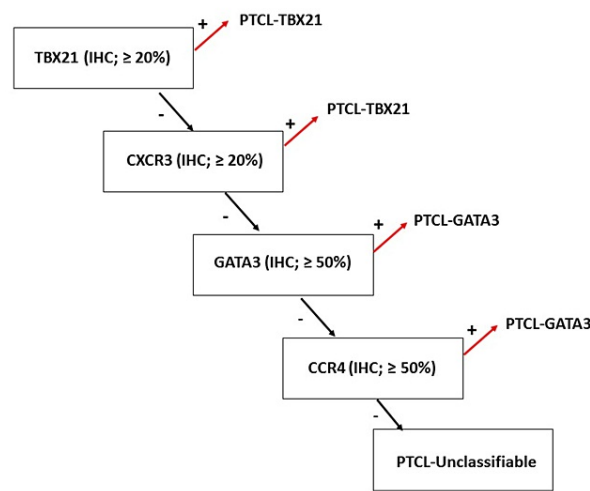 + PTCL-TBX21
TBX21 (IHC; ≥ 20%)
-
+ PTCL-TBX21
CXCR3 (IHC; ≥ 20%)
-
+ PTCL-GATA3
GATA3 (IHC; ≥ 50%)
-
+ PTCL-GATA3
CCR4 (IHC; ≥ 50%)
-
PTCL-Unclassifiable